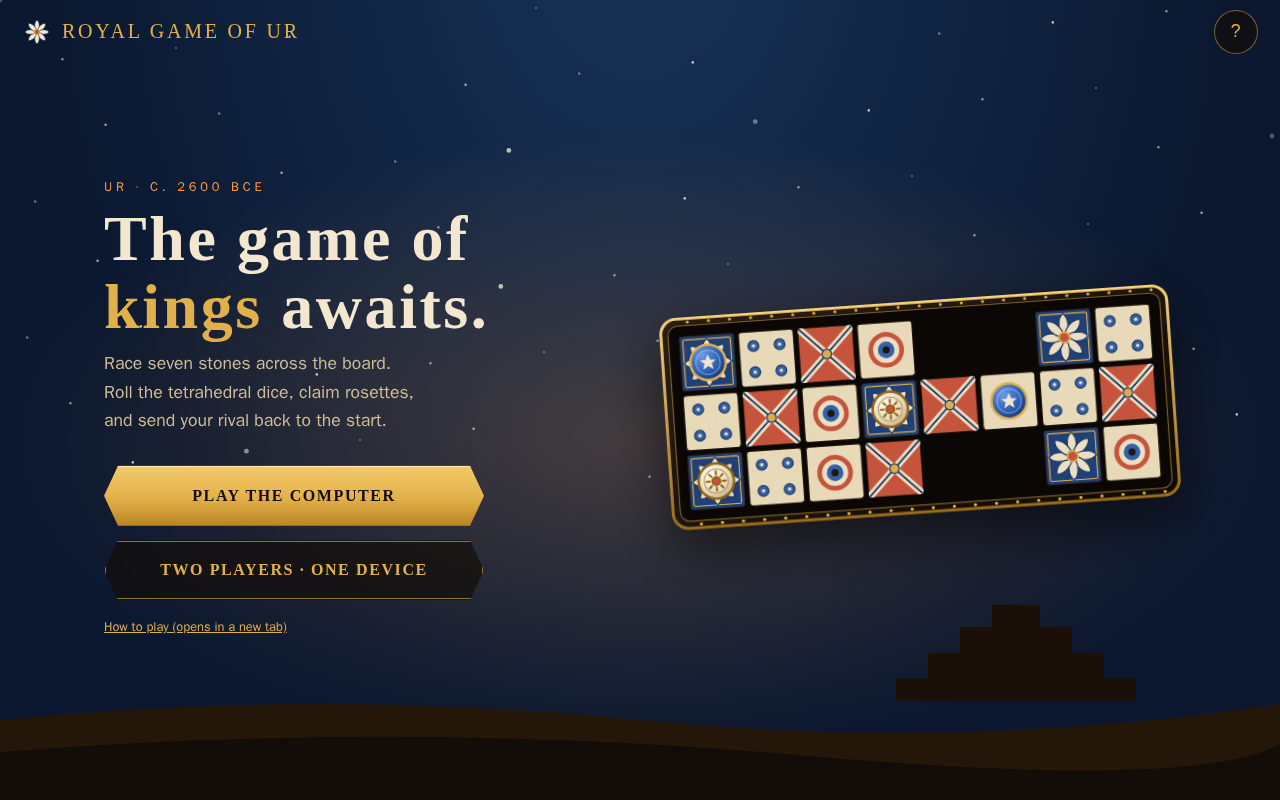 ROYAL GAME OF UR
?
UR · C. 2600 BCE
The game of
kings awaits.
Race seven stones across the board.
Roll the tetrahedral dice, claim rosettes,
and send your rival back to the start.
PLAY THE COMPUTER
TWO PLAYERS · ONE DEVICE
How to play (opens in a new tab)